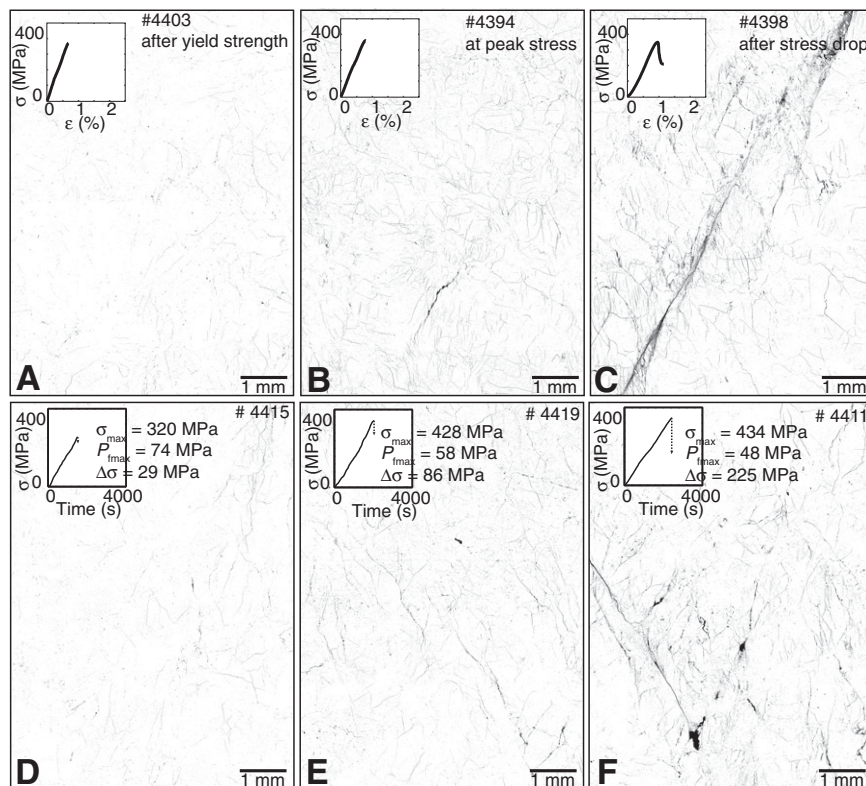 #4403
after yield strength
400
σ (MPa)
0
0 1 2
ε (%)
A
1 mm
#4394
at peak stress
400
σ (MPa)
0
0 1 2
ε (%)
B
1 mm
#4398
after stress drop
400
σ (MPa)
0
0 1 2
ε (%)
C
1 mm
# 4415
400
σ (MPa)
0
0 4000
Time (s)
σmax = 320 MPa
Pfmax = 74 MPa
Δσ = 29 MPa
D
1 mm
# 4419
400
σ (MPa)
0
0 4000
Time (s)
σmax = 428 MPa
Pfmax = 58 MPa
Δσ = 86 MPa
E
1 mm
# 4411
400
σ (MPa)
0
0 4000
Time (s)
σmax = 434 MPa
Pfmax = 48 MPa
Δσ = 225 MPa
F
1 mm